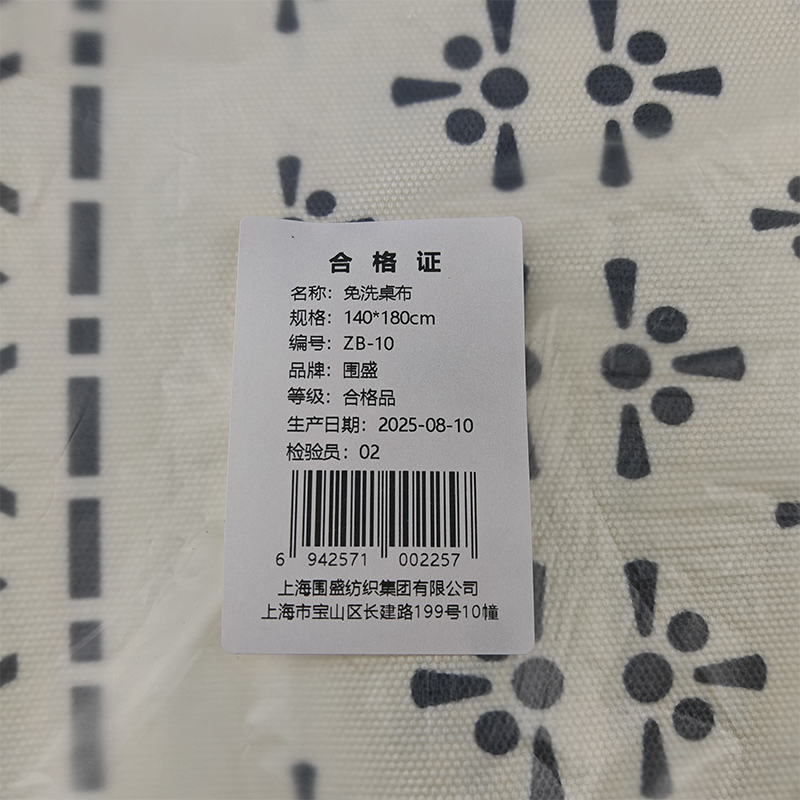 合格证
名称：免洗桌布
规格：140*180cm
编号：ZB-10
品牌：围盛
等级：合格品
生产日期：2025-08-10
检验员：02
6 942571 002257
上海围盛纺织集团有限公司
上海市宝山区长建路199号10幢